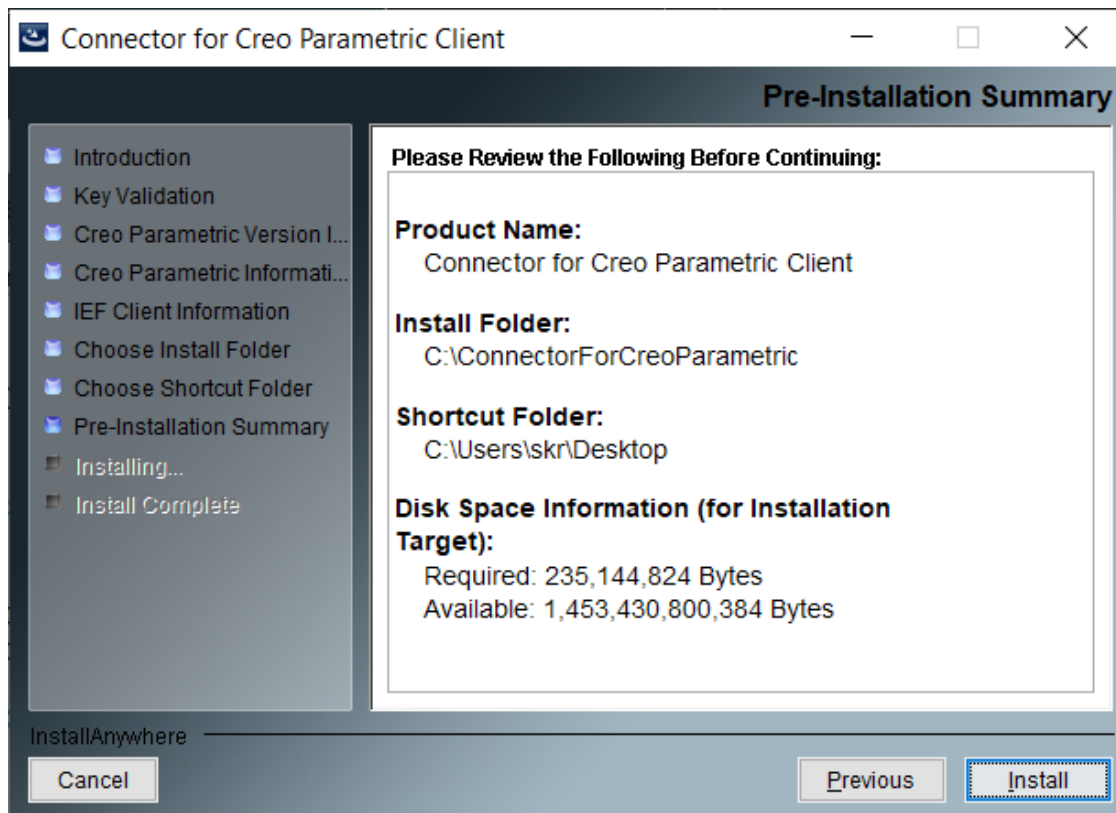 Connector for Creo Parametric Client
Pre-Installation Summary
Introduction
Key Validation
Creo Parametric Version I...
Creo Parametric Informati...
IEF Client Information
Choose Install Folder
Choose Shortcut Folder
Pre-Installation Summary
Installing...
Install Complete
Please Review the Following Before Continuing:
Product Name:
Connector for Creo Parametric Client
Install Folder:
C:\ConnectorForCreoParametric
Shortcut Folder:
C:\Users\skr\Desktop
Disk Space Information (for Installation
Target):
Required: 235,144,824 Bytes
Available: 1,453,430,800,384 Bytes
InstallAnywhere
Cancel
Previous
Install